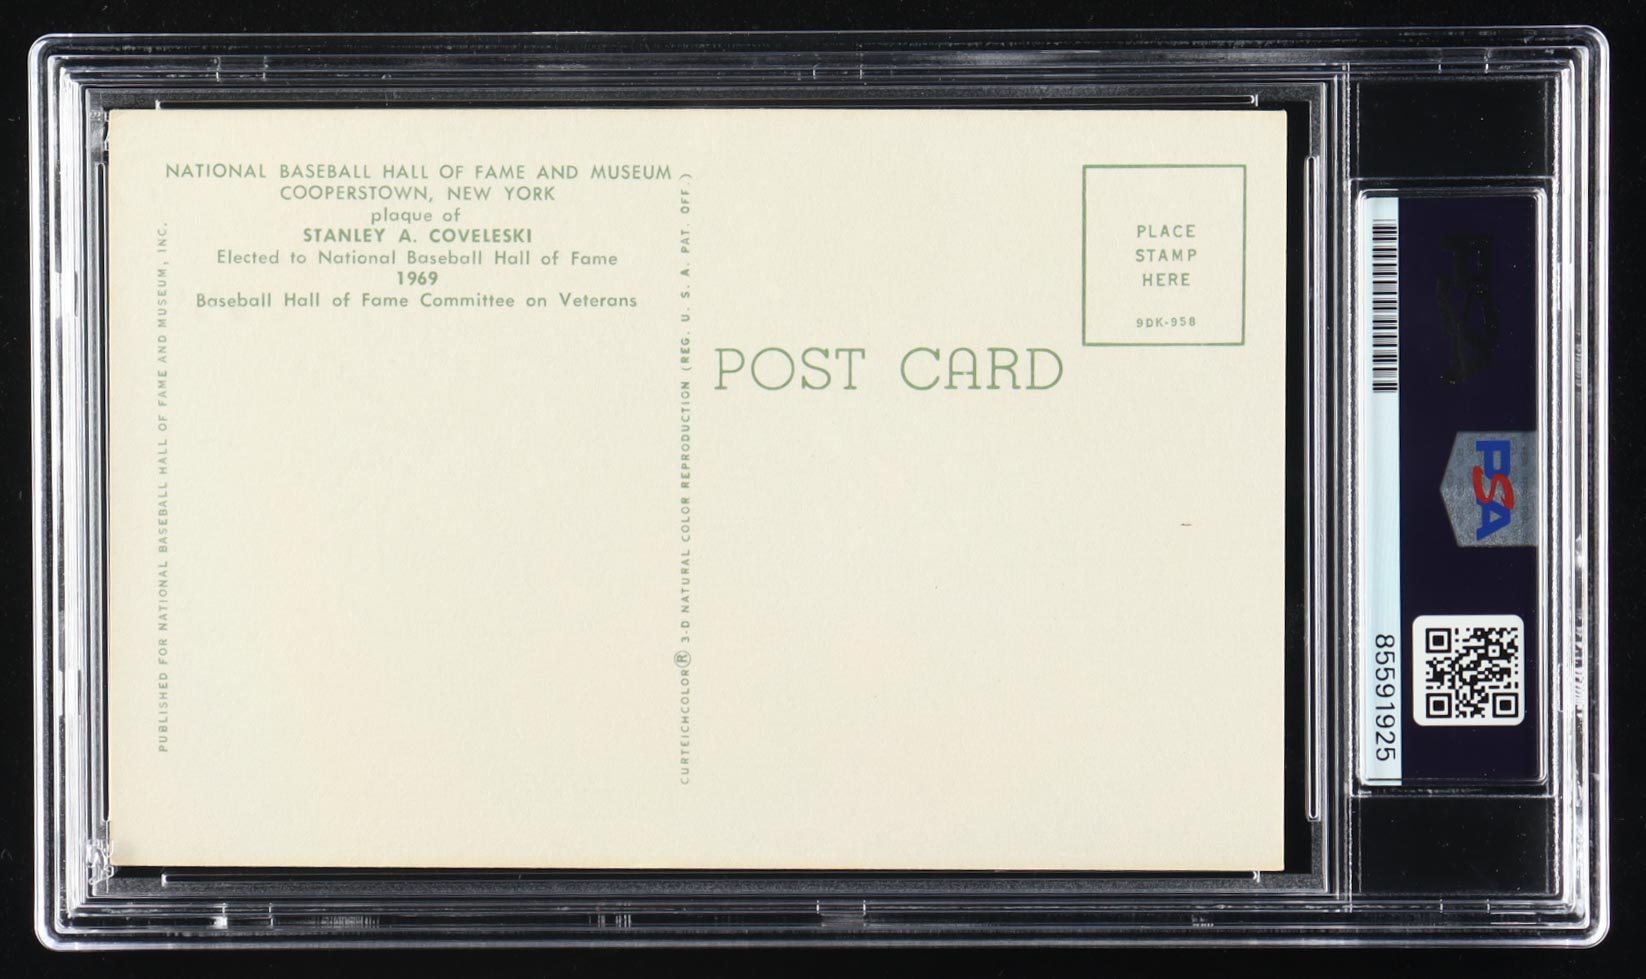 NATIONAL BASEBALL HALL OF FAME AND MUSEUM
COOPERSTOWN, NEW YORK
plaque of
STANLEY A. COVELESKI
Elected to National Baseball Hall of Fame
1969
Baseball Hall of Fame Committee on Veterans
PUBLISHED FOR NATIONAL BASEBALL HALL OF FAME AND MUSEUM, INC.
CURTEICHCOLOR® 3-D NATURAL COLOR REPRODUCTION (REG. U. S. A. PAT. OFF.)
POST CARD
PLACE
STAMP
HERE
9DK-958
PSA
PSA
85591925